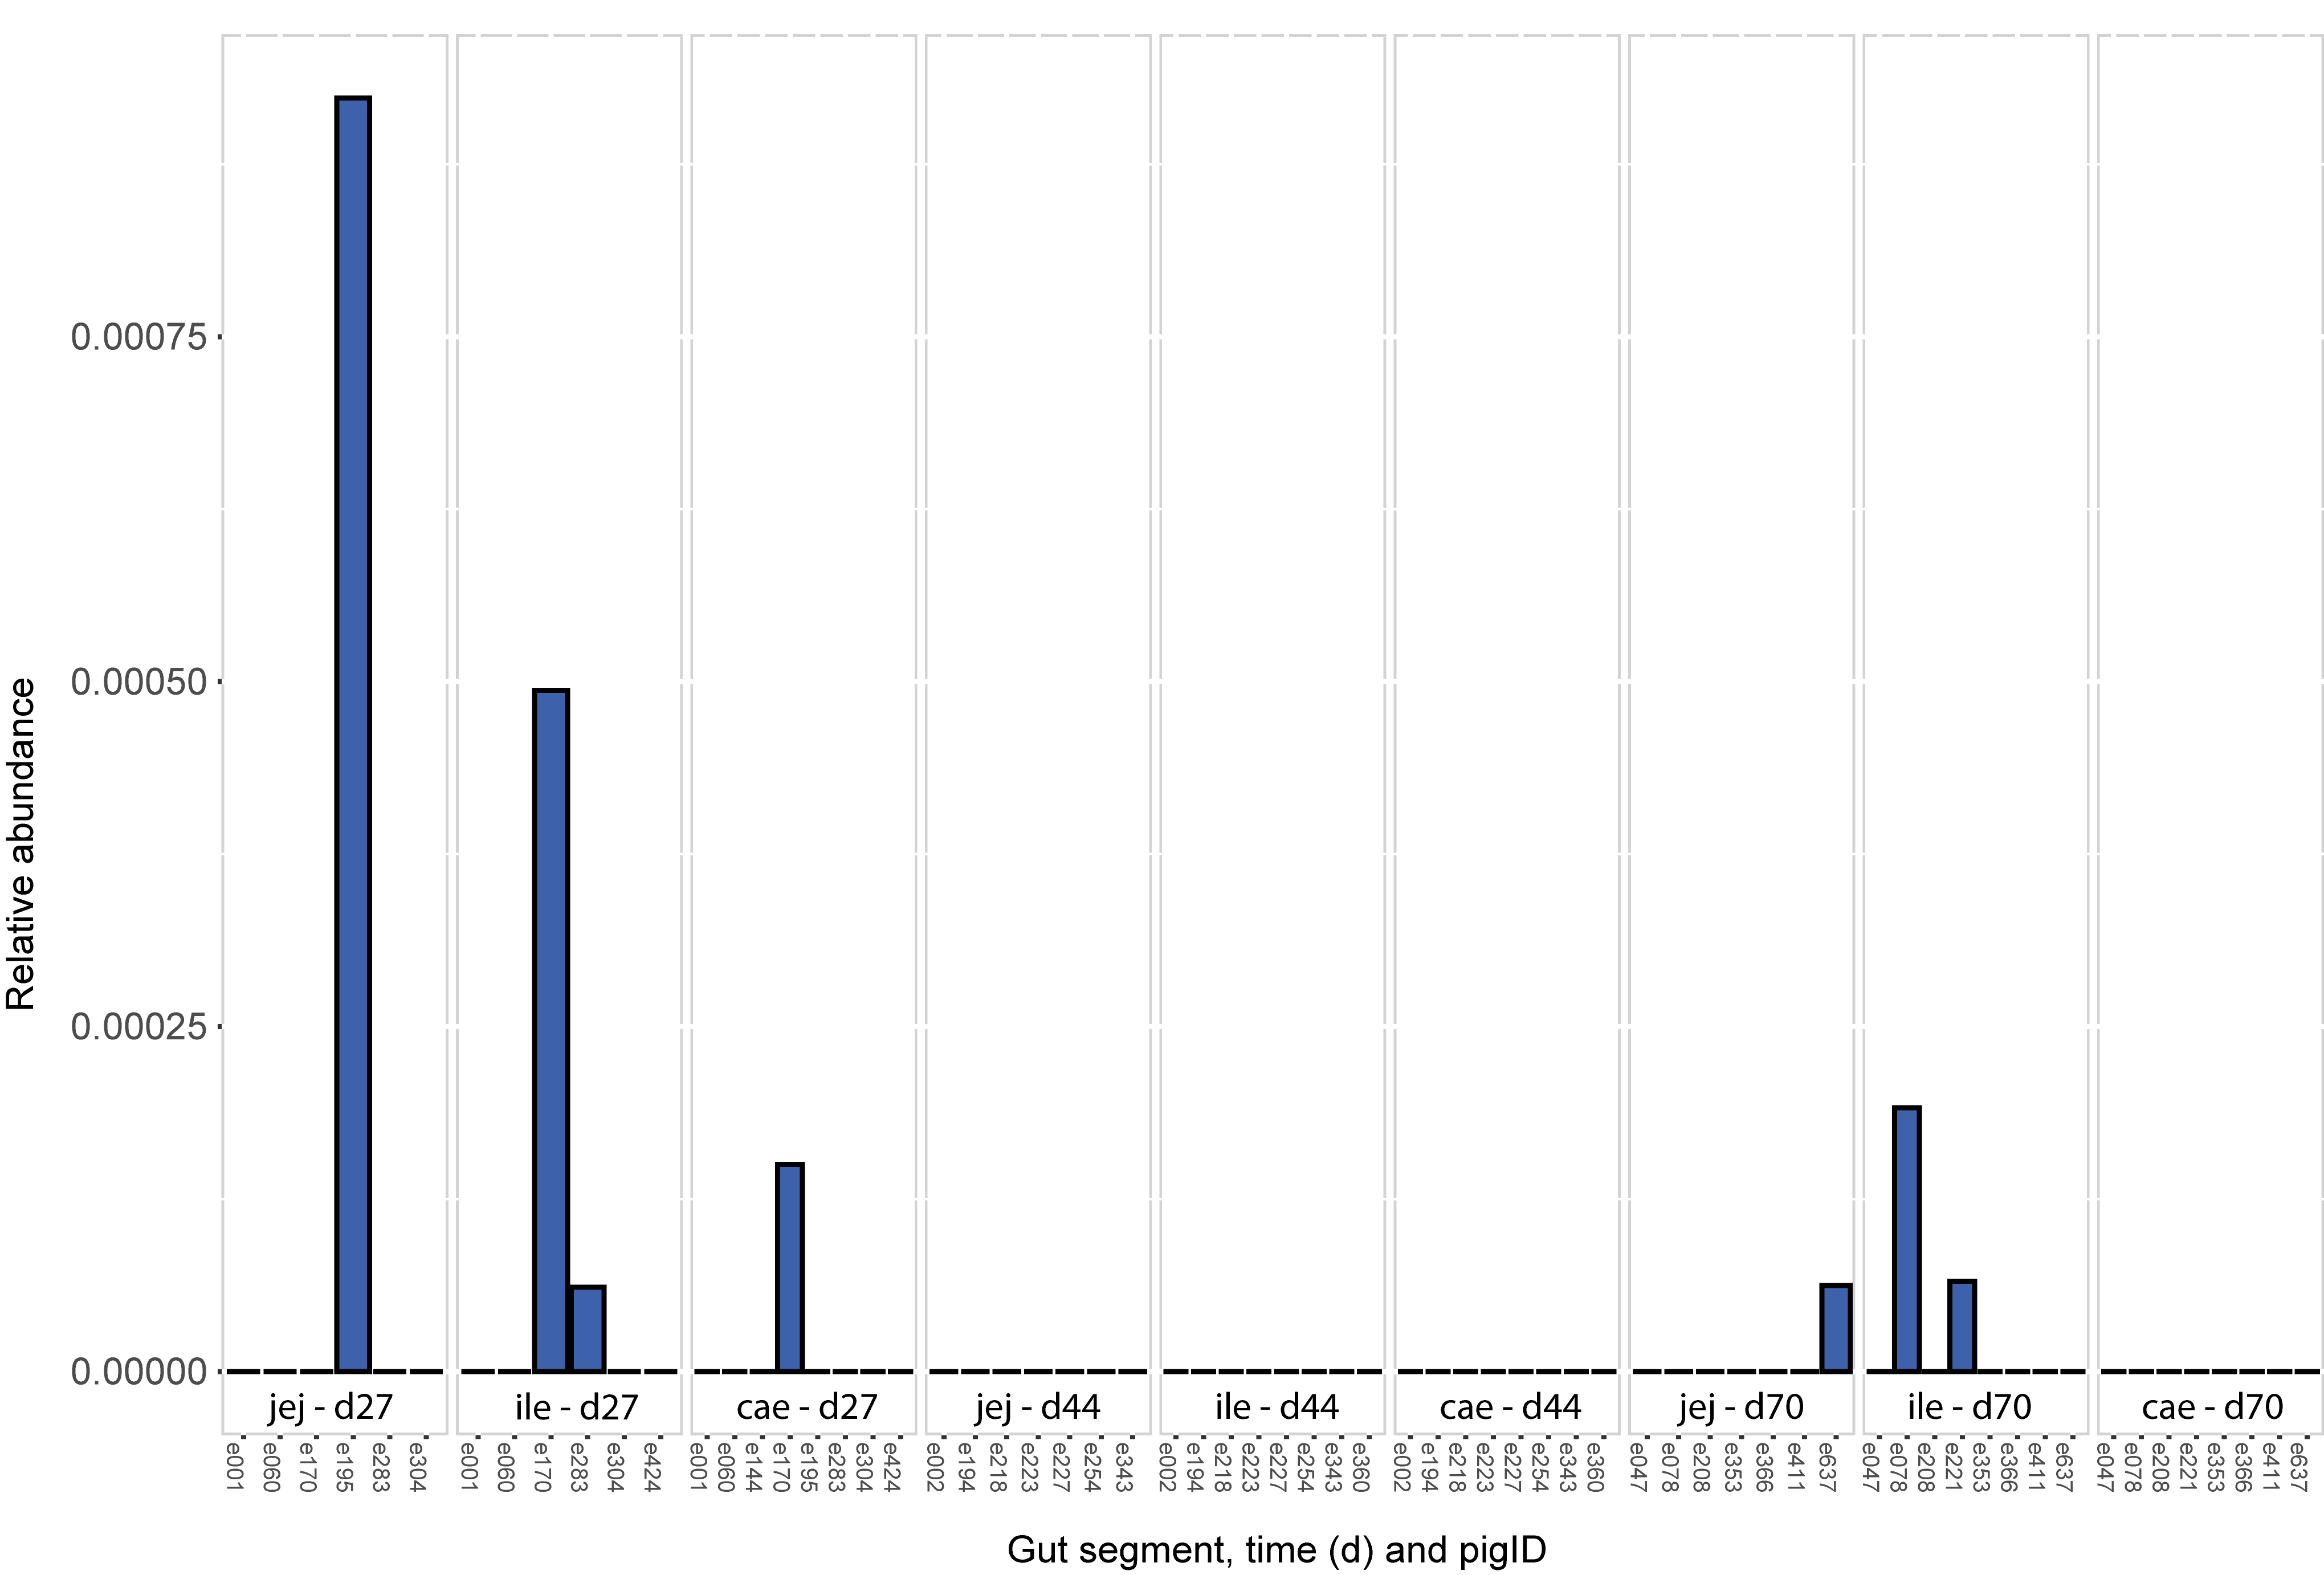 Relative abundance
0.00075
0.00050
0.00025
0.00000
jej - d27 ile - d27 cae - d27 jej - d44 ile - d44 cae - d44 jej - d70 ile - d70 cae - d70
e001 e060 e170 e195 e283 e304 e001 e060 e170 e283 e304 e424 e001 e060 e144 e170 e195 e283 e304 e424 e002 e194 e218 e223 e227 e254 e343 e002 e194 e218 e223 e227 e254 e343 e360 e002 e194 e218 e223 e227 e254 e343 e360 e047 e078 e208 e353 e366 e411 e637 e047 e078 e208 e221 e353 e366 e411 e637 e047 e078 e208 e221 e353 e366 e411 e637
Gut segment, time (d) and pigID